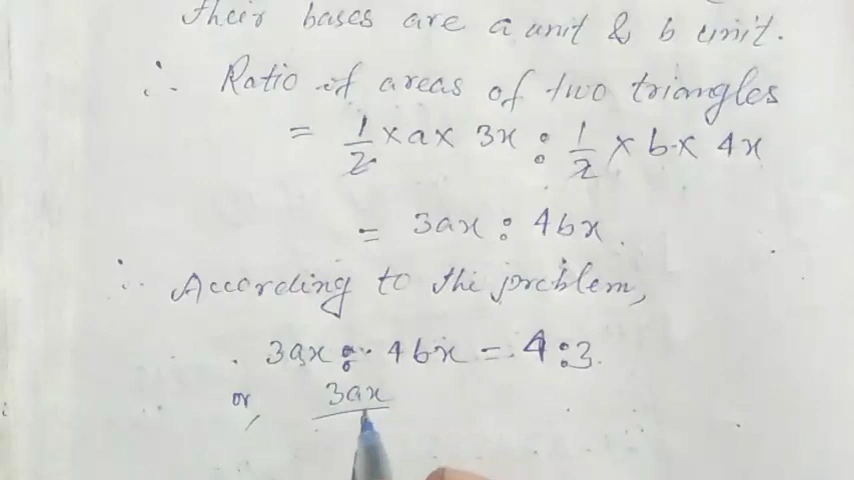 their bases are a unit & b unit.
∴ Ratio of areas of two triangles
= 1/2 × a × 3x : 1/2 × b × 4x
= 3ax : 4bx.
∴ According to the problem,
3ax : 4bx = 4 : 3.
or, 3ax